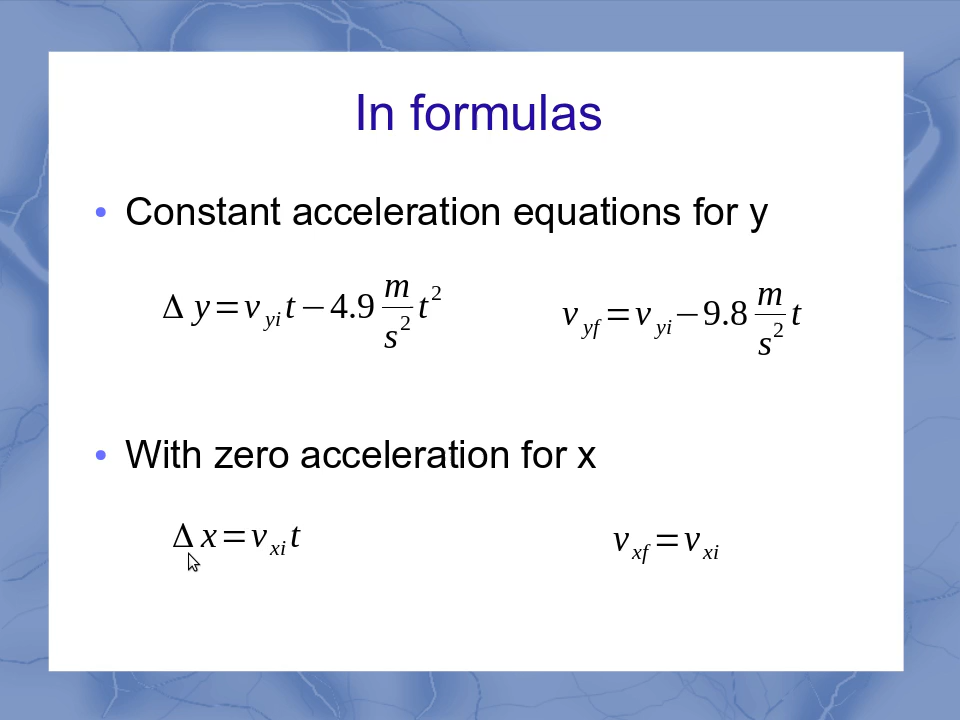 In formulas
• Constant acceleration equations for y
Δ y = v_yi t − 4.9 m/s² t²    v_yf = v_yi − 9.8 m/s² t
• With zero acceleration for x
Δ x = v_xi t    v_xf = v_xi